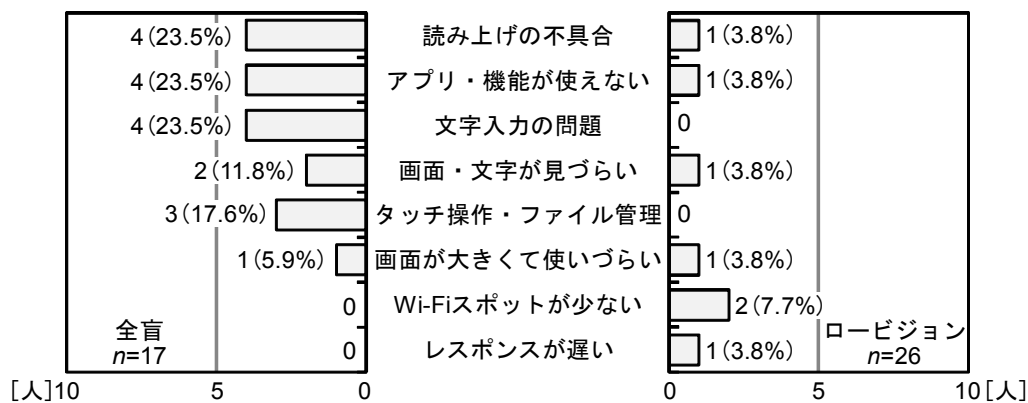 4(23.5%) 読み上げの不具合 1(3.8%)
4(23.5%) アプリ・機能が使えない 1(3.8%)
4(23.5%) 文字入力の問題 0
2(11.8%) 画面・文字が見づらい 1(3.8%)
3(17.6%) タッチ操作・ファイル管理 0
1(5.9%) 画面が大きくて使いづらい 1(3.8%)
0 Wi-Fiスポットが少ない 2(7.7%)
全盲 ロービジョン
n=17 0 レスポンスが遅い 1(3.8%) n=26
[人]10 5 0 0 5 10[人]